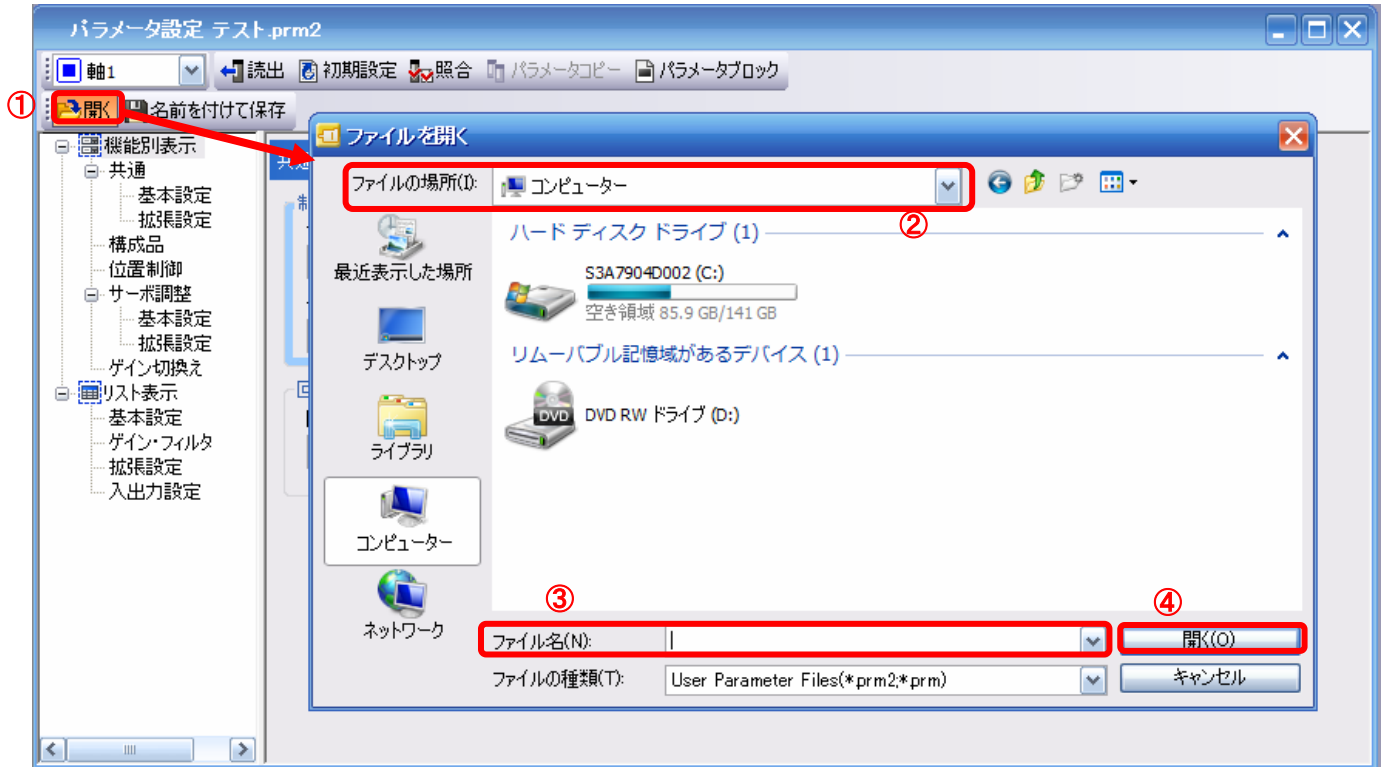 パラメータ設定 テスト.prm2
軸1 読出 初期設定 照合 パラメータコピー パラメータブロック
① 開く 名前を付けて保存
機能別表示
共通
基本設定
拡張設定
構成品
位置制御
サーボ調整
基本設定
拡張設定
ゲイン切換え
リスト表示
基本設定
ゲイン・フィルタ
拡張設定
入出力設定
ファイルを開く
ファイルの場所(I): コンピューター
②
最近表示した場所
デスクトップ
ライブラリ
コンピューター
ネットワーク
ハード ディスク ドライブ (1)
S3A7904D002 (C:)
空き領域 85.9 GB/141 GB
リムーバブル記憶域があるデバイス (1)
DVD
DVD RW ドライブ (D:)
③ ④
ファイル名(N): 開く(O)
ファイルの種類(T): User Parameter Files(*.prm2;*.prm) キャンセル